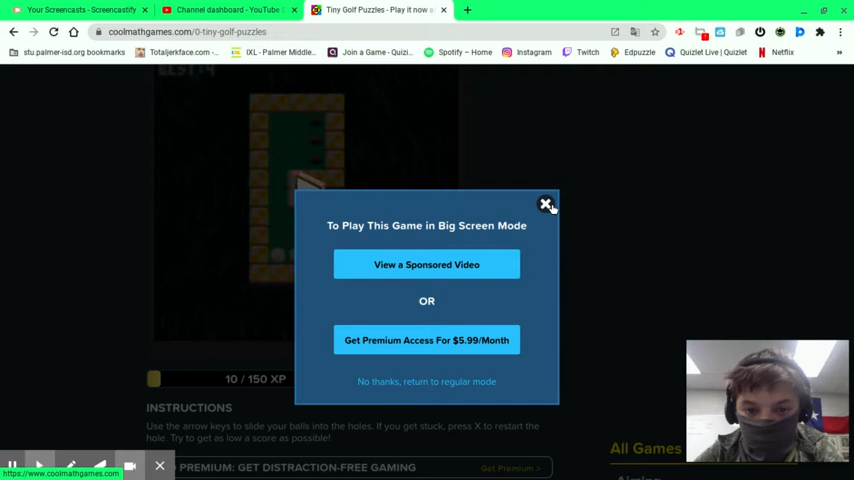 Your Screencasts - Screencastify
Channel dashboard - YouTube S
Tiny Golf Puzzles - Play it now a
coolmathgames.com/0-tiny-golf-puzzles
stu.palmer-isd.org bookmarks
Totaljerkface.com -...
IXL - Palmer Middle...
Join a Game - Quizi...
Spotify – Home
Instagram
Twitch
Edpuzzle
Quizlet Live | Quizlet
Netflix
»
BEST:4
To Play This Game in Big Screen Mode
View a Sponsored Video
OR
Get Premium Access For $5.99/Month
No thanks, return to regular mode
10 / 150 XP
INSTRUCTIONS
Use the arrow keys to slide your balls into the holes. If you get stuck, press X to restart the
hole. Try to get as low a score as possible!
PREMIUM: GET DISTRACTION-FREE GAMING
Get Premium >
All Games
https://www.coolmathgames.com